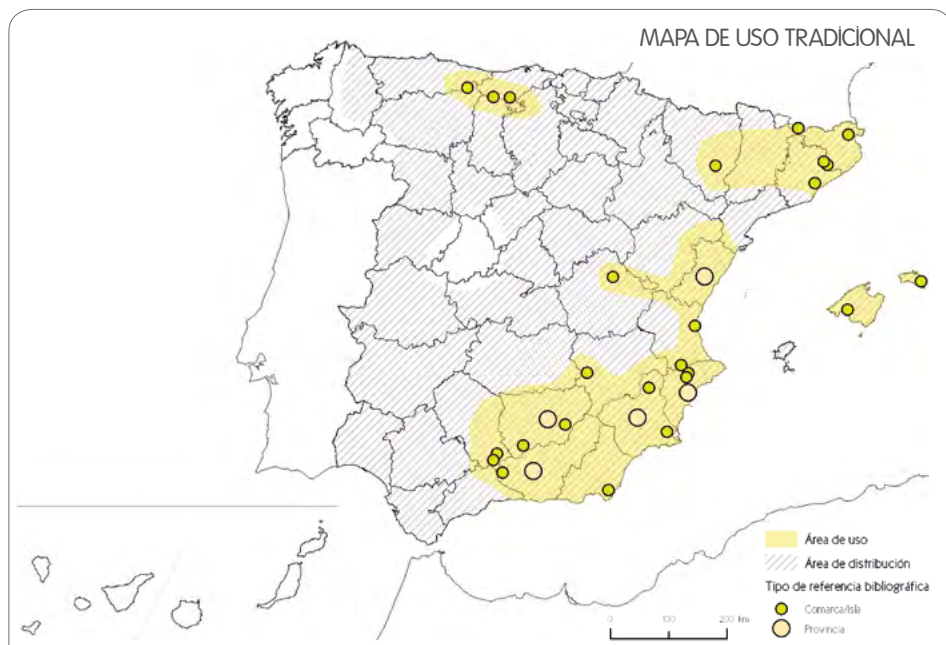 MAPA DE USO TRADICIONAL
Área de uso
Área de distribución
Tipo de referencia bibliográfica
Comarca/Isla
Provincia
0 100 200 km